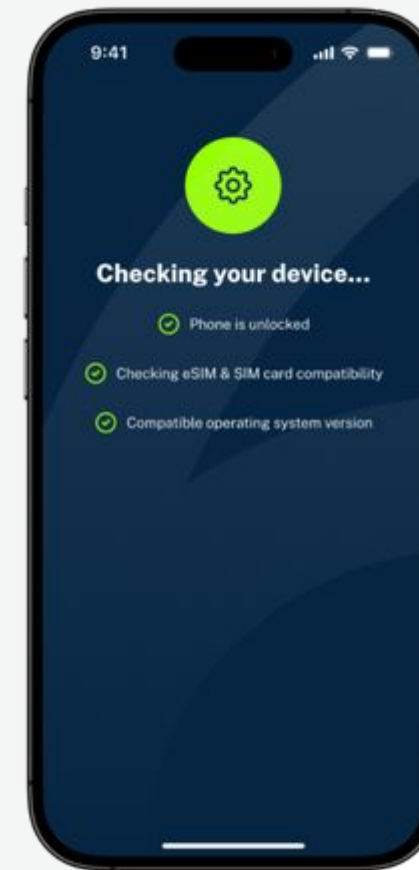 9:41
Checking your device...
Phone is unlocked
Checking eSIM & SIM card compatibility
Compatible operating system version